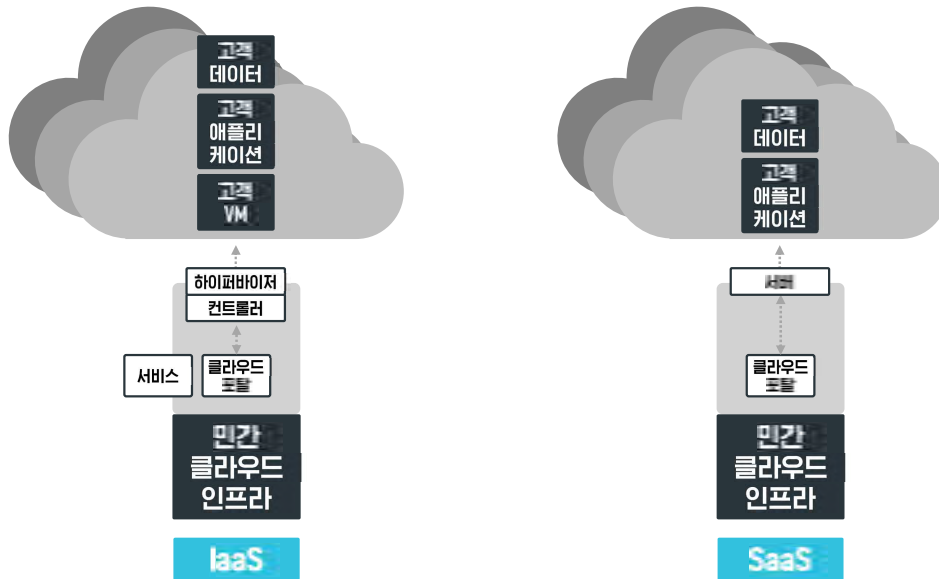 고객
데이터
고객
애플리
케이션
고객
VM
하이퍼바이저
컨트롤러
서비스
클라우드
포탈
민간
클라우드
인프라
IaaS
고객
데이터
고객
애플리
케이션
서버
클라우드
포탈
민간
클라우드
인프라
SaaS